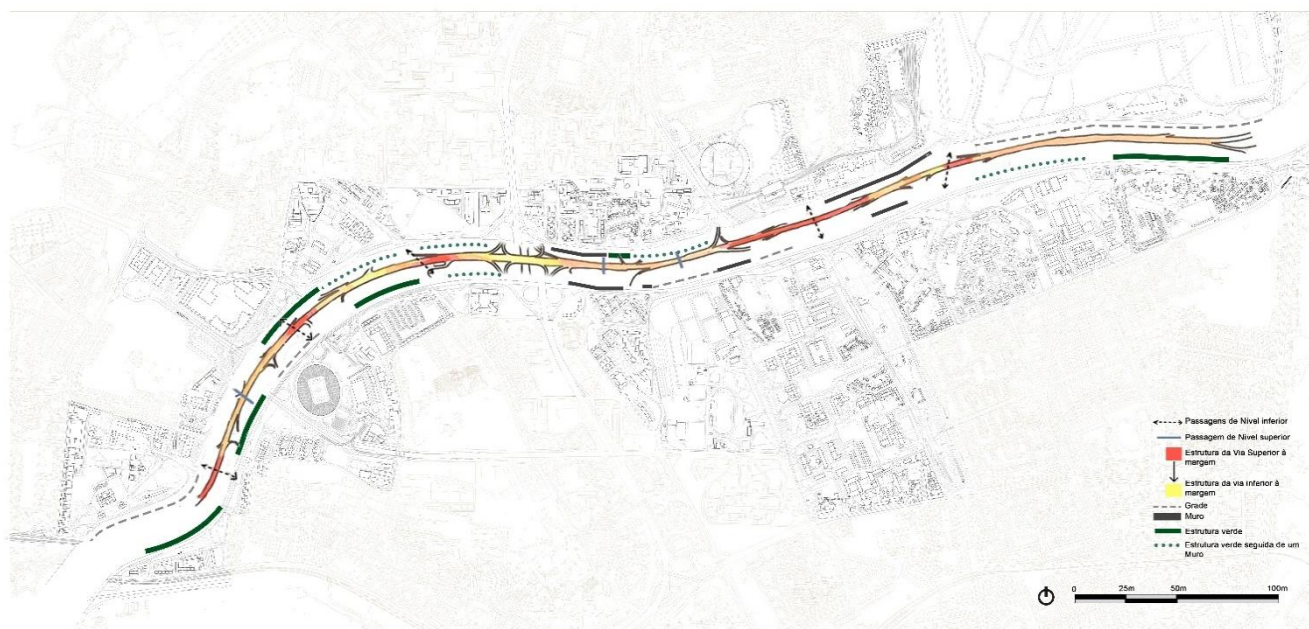 Passagens de Nivel inferior
Passagem de Nivel superior
Estrutura da Via Superior à
margem
Estrutura da via inferior à
margem
Grade
Muro
Estrutura verde
Estrutura verde seguida de um
Muro
0 25m 50m 100m